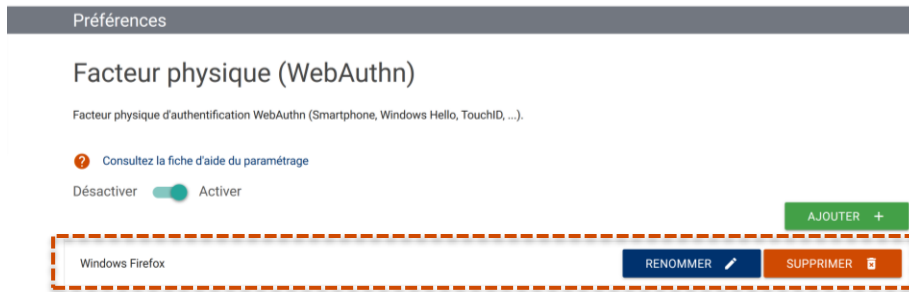 Préférences
Facteur physique (WebAuthn)
Facteur physique d'authentification WebAuthn (Smartphone, Windows Hello, TouchID, ...).
? Consultez la fiche d'aide du paramétrage
Désactiver Activer
AJOUTER +
Windows Firefox RENOMMER SUPPRIMER